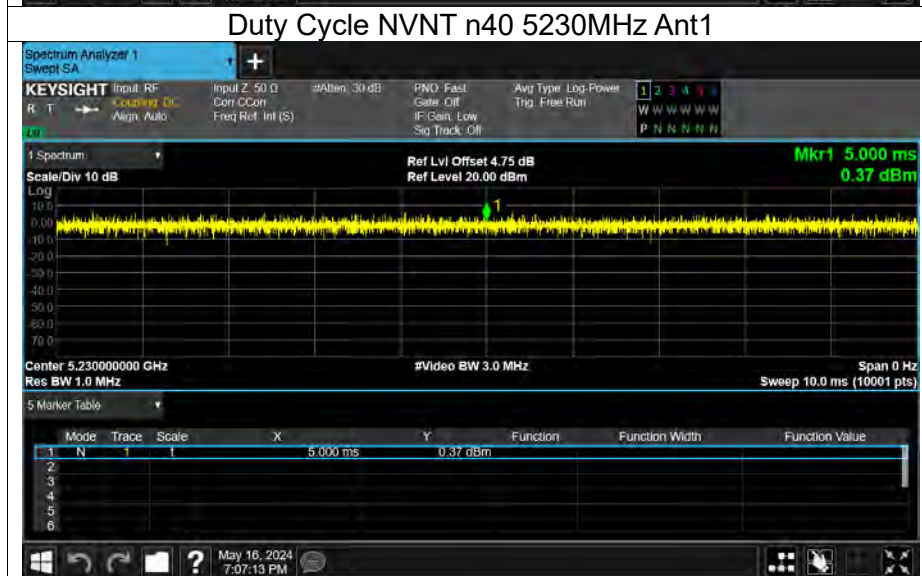 Duty Cycle NVNT n40 5230MHz Ant1
Spectrum Analyzer 1
Swept SA
+
KEYSIGHT Input: RF Input Z: 50 Ω #Atten: 30 dB PNO: Fast Avg Type: Log-Power 1 2 3 4 5 6
R T Coupling: DC Corr CCorr Gate: Off Trig: Free Run W W W W W W
Align: Auto Freq Ref: Int (S) IF Gain: Low
Sig Track: Off P N N N N N
1 Spectrum Ref Lvl Offset 4.75 dB Mkr1 5.000 ms
Scale/Div 10 dB Ref Level 20.00 dBm 0.37 dBm
Log
10.0
0.00
-10.0
-20.0
-30.0
-40.0
-50.0
-60.0
-70.0
1
Center 5.230000000 GHz #Video BW 3.0 MHz Span 0 Hz
Res BW 1.0 MHz Sweep 10.0 ms (10001 pts)
5 Marker Table
Mode Trace Scale X Y Function Function Width Function Value
1 N 1 t 5.000 ms 0.37 dBm
2
3
4
5
6
? May 16, 2024
7:07:13 PM